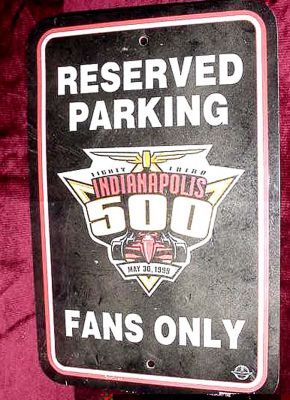 RESERVED
PARKING
EIGHTY THIRD
INDIANAPOLIS
500
MAY 30, 1999
FANS ONLY